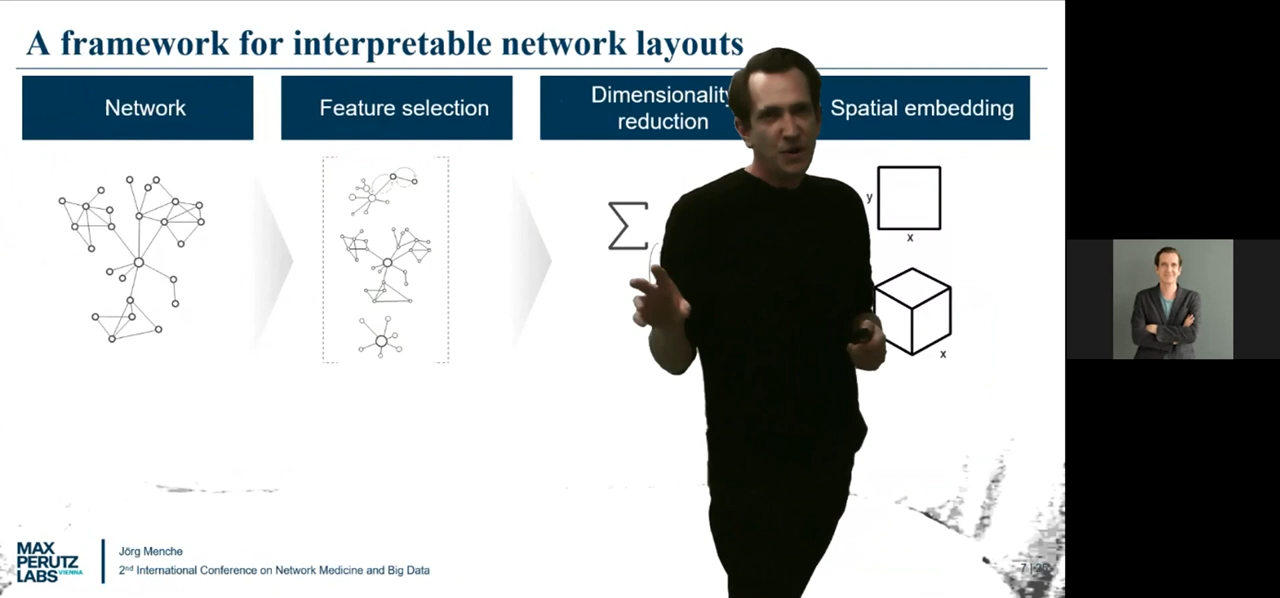 A framework for interpretable network layouts
Network
Feature selection
Dimensionality
reduction
Spatial embedding
Σ
y
x
x
MAX
PERUTZ
LABS VIENNA
Jörg Menche
2nd International Conference on Network Medicine and Big Data